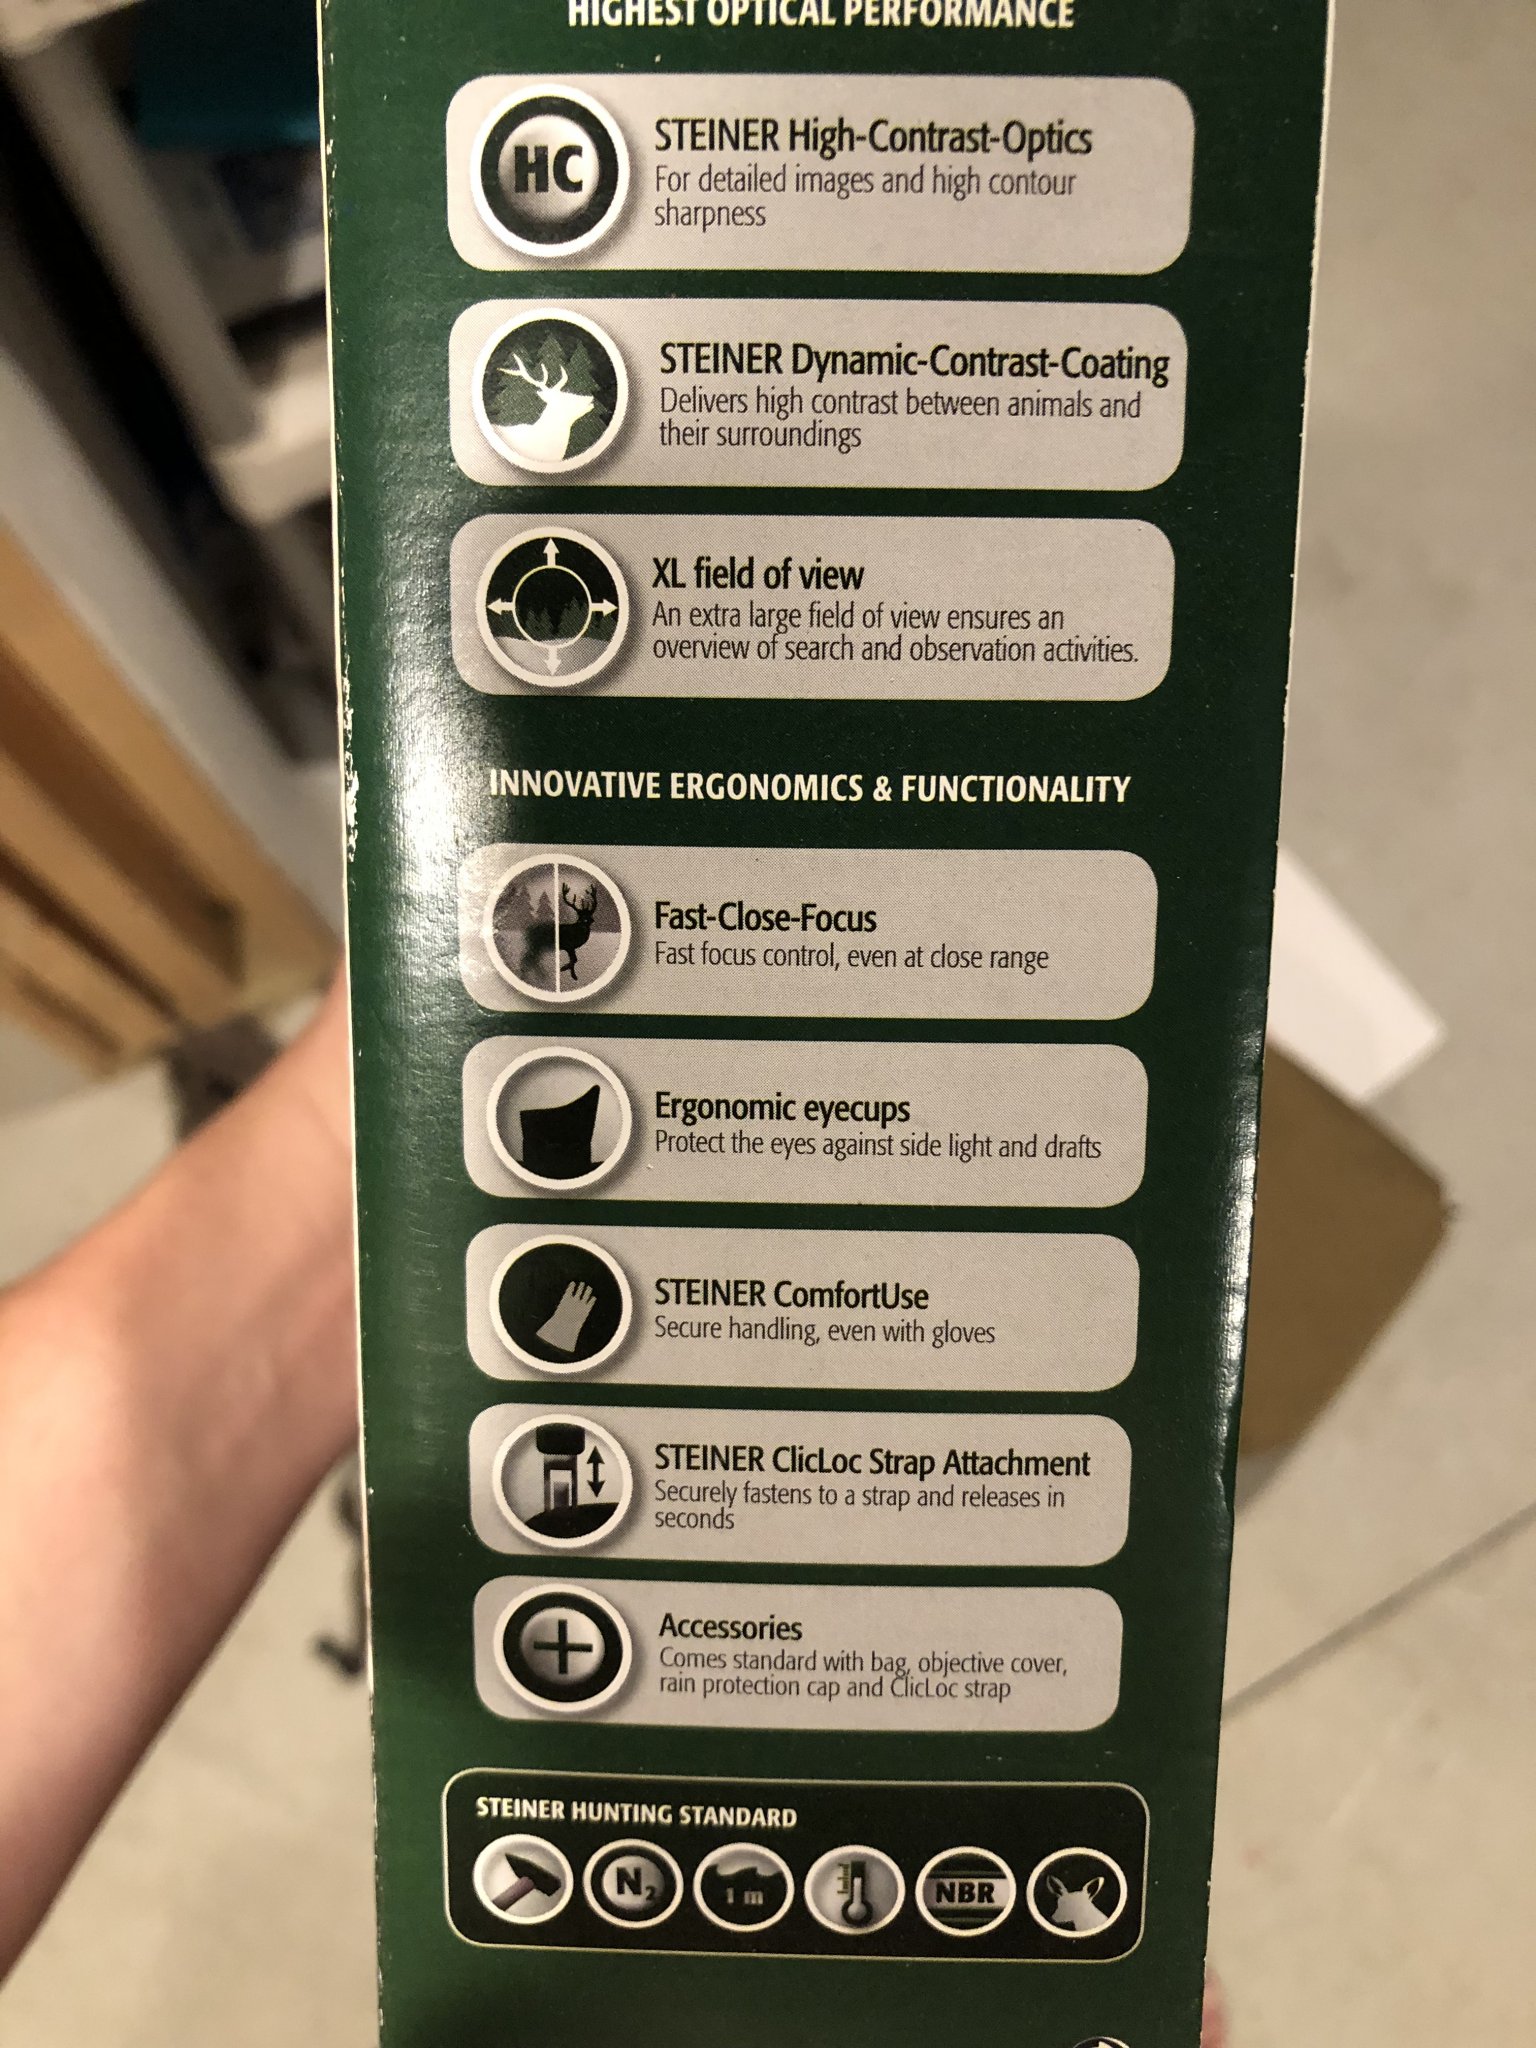 HIGHEST OPTICAL PERFORMANCE
HC
STEINER High-Contrast-Optics
For detailed images and high contour
sharpness
STEINER Dynamic-Contrast-Coating
Delivers high contrast between animals and
their surroundings
XL field of view
An extra large field of view ensures an
overview of search and observation activities.
INNOVATIVE ERGONOMICS & FUNCTIONALITY
Fast-Close-Focus
Fast focus control, even at close range
Ergonomic eyecups
Protect the eyes against side light and drafts
STEINER ComfortUse
Secure handling, even with gloves
STEINER ClicLoc Strap Attachment
Securely fastens to a strap and releases in
seconds
Accessories
Comes standard with bag, objective cover,
rain protection cap and ClicLoc strap
STEINER HUNTING STANDARD
N2
1 m
NBR